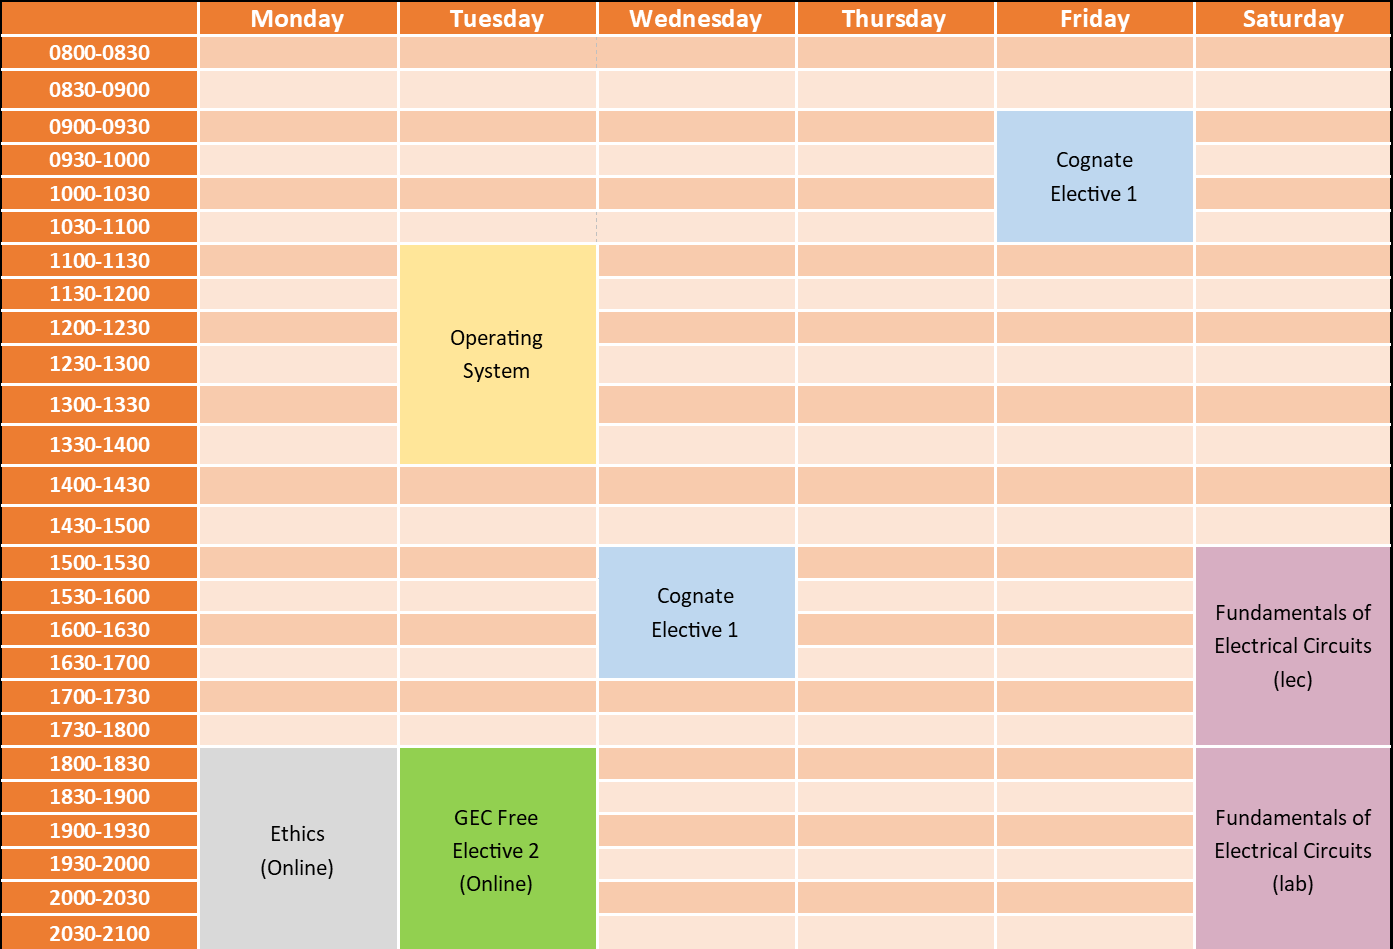 Monday Tuesday Wednesday Thursday Friday Saturday
0800-0830
0830-0900
0900-0930
0930-1000
1000-1030
1030-1100
1100-1130
1130-1200
1200-1230
1230-1300
1300-1330
1330-1400
1400-1430
1430-1500
1500-1530
1530-1600
1600-1630
1630-1700
1700-1730
1730-1800
1800-1830
1830-1900
1900-1930
1930-2000
2000-2030
2030-2100
Ethics
(Online)
Operating
System
GEC Free
Elective 2
(Online)
Cognate
Elective 1
Cognate
Elective 1
Fundamentals of
Electrical Circuits
(lec)
Fundamentals of
Electrical Circuits
(lab)